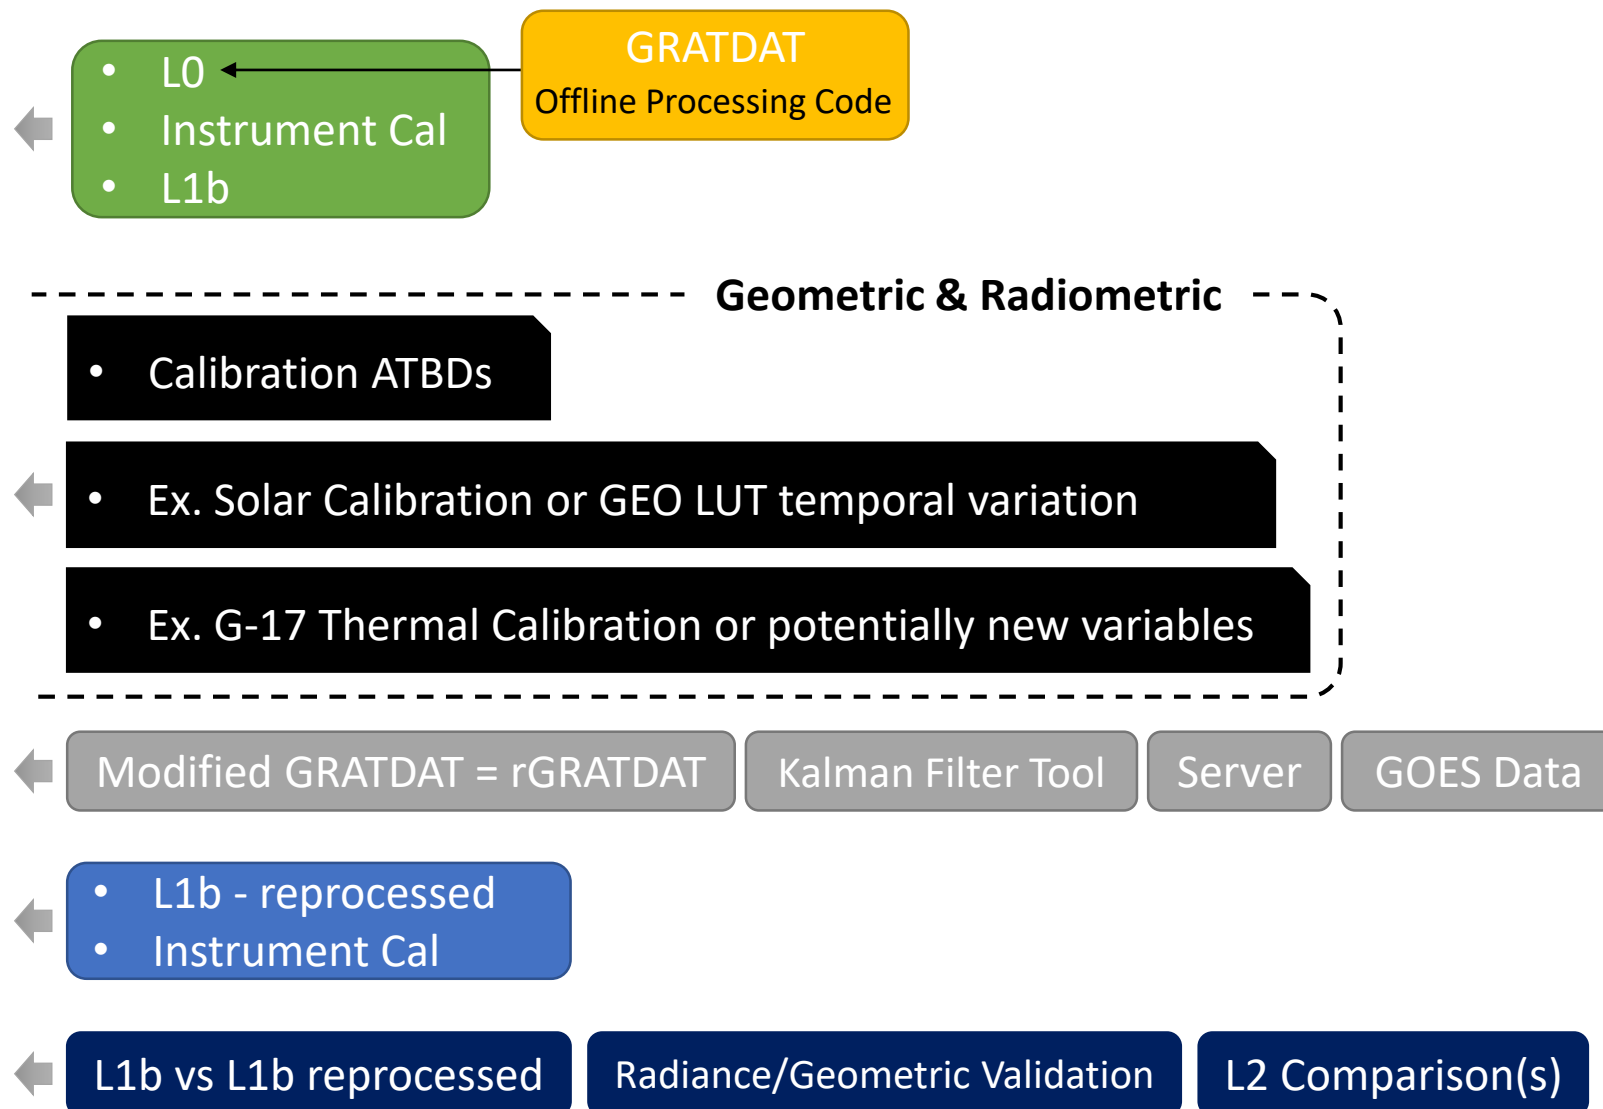 GRATDAT
Offline Processing Code
• L0
• Instrument Cal
• L1b
Geometric & Radiometric
• Calibration ATBDs
• Ex. Solar Calibration or GEO LUT temporal variation
• Ex. G-17 Thermal Calibration or potentially new variables
Modified GRATDAT = rGRATDAT
Kalman Filter Tool
Server
GOES Data
• L1b - reprocessed
• Instrument Cal
L1b vs L1b reprocessed
Radiance/Geometric Validation
L2 Comparison(s)